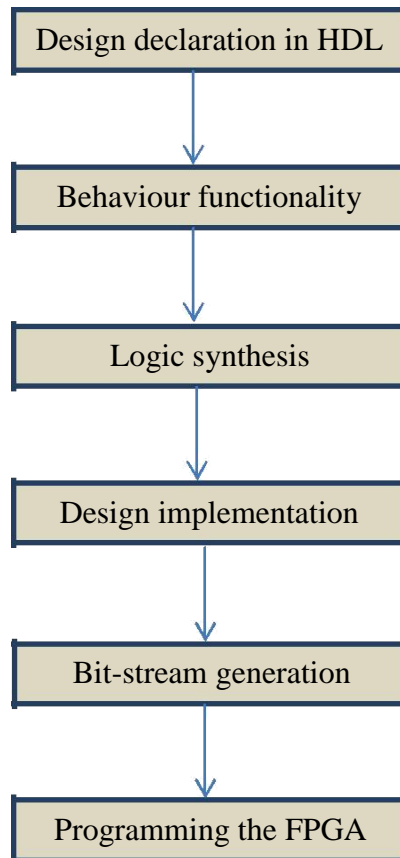 Design declaration in HDL
Behaviour functionality
Logic synthesis
Design implementation
Bit-stream generation
Programming the FPGA